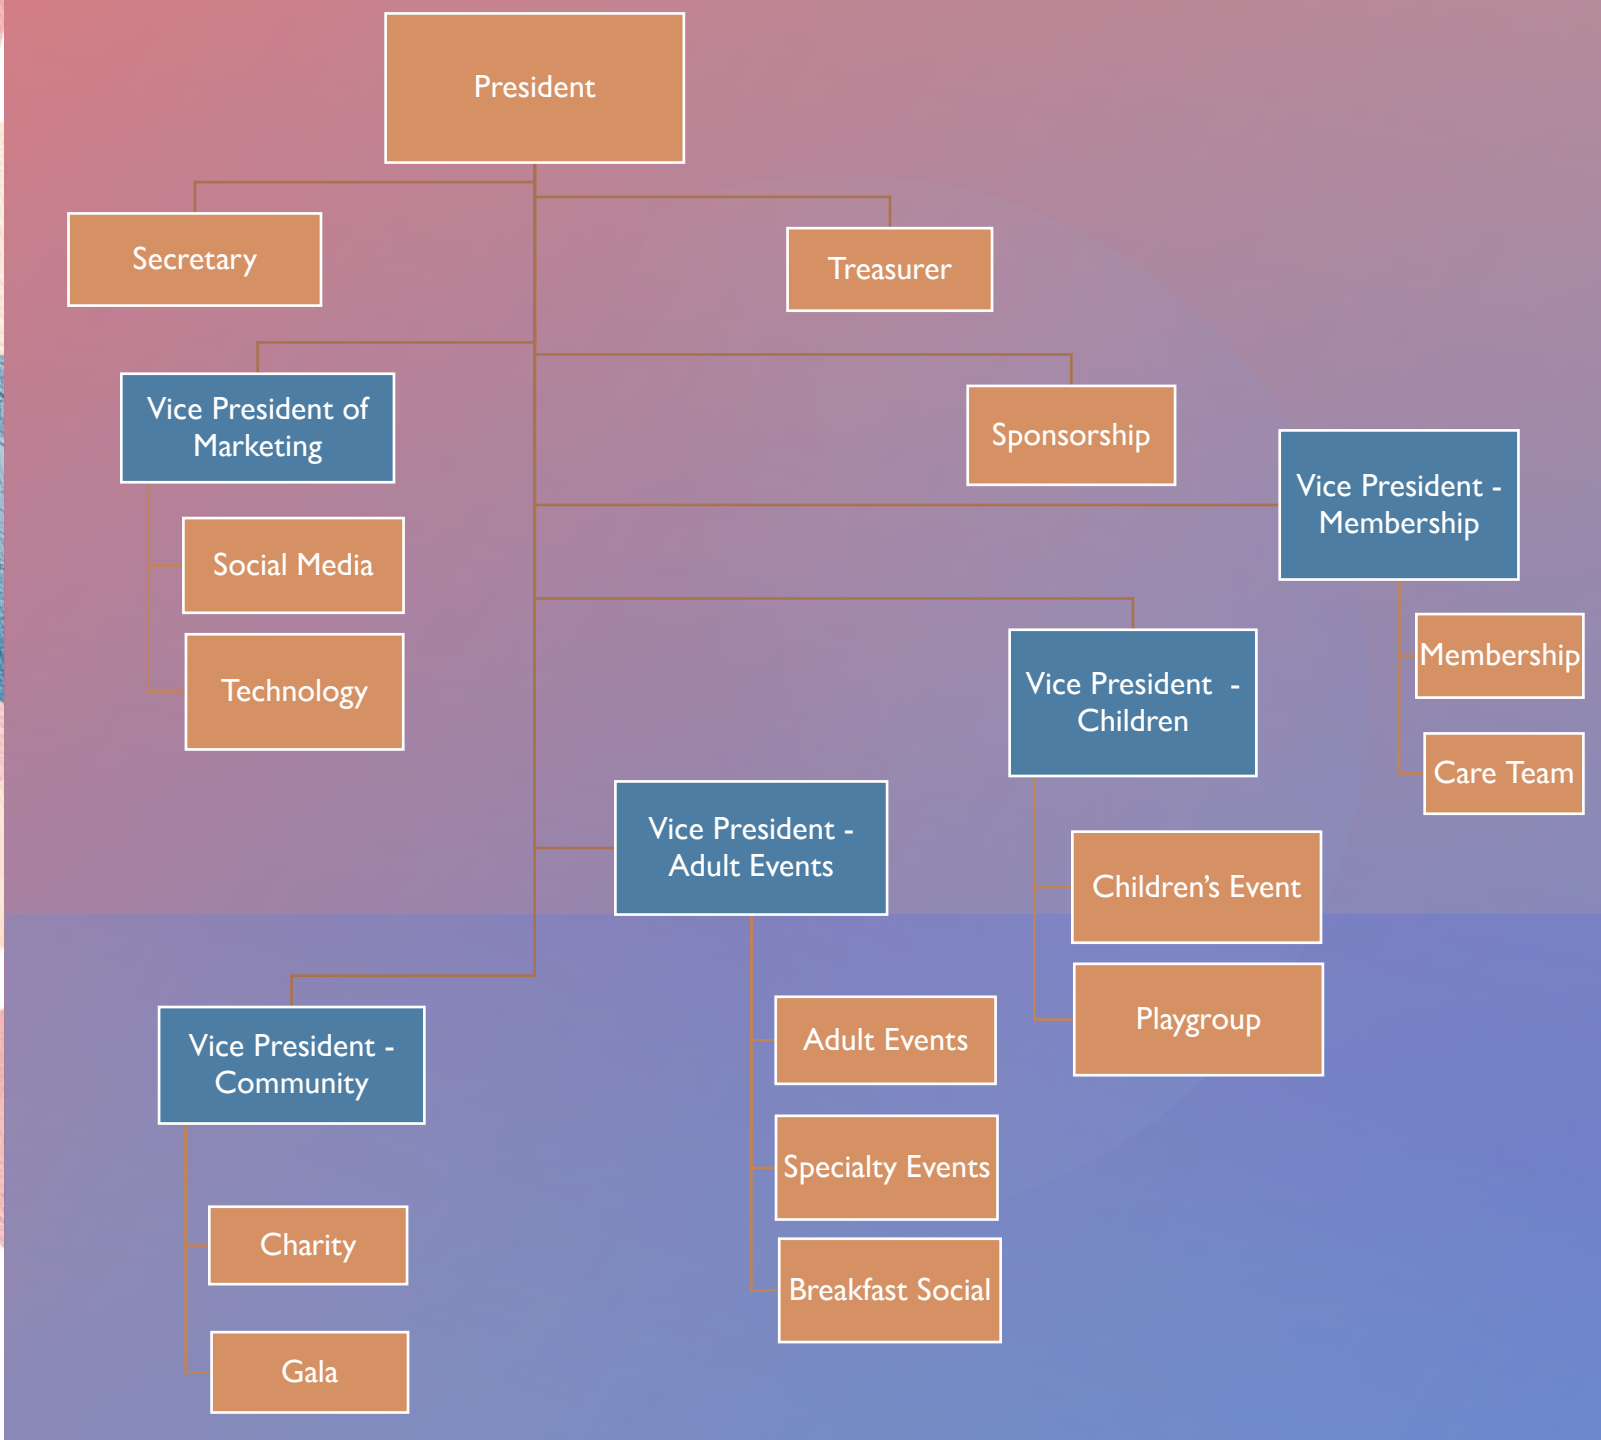 President
Secretary
Treasurer
Vice President of
Marketing
Sponsorship
Vice President -
Membership
Social Media
Technology
Vice President  -
Children
Membership
Care Team
Vice President -
Adult Events
Children’s Event
Playgroup
Vice President -
Community
Adult Events
Specialty Events
Breakfast Social
Charity
Gala